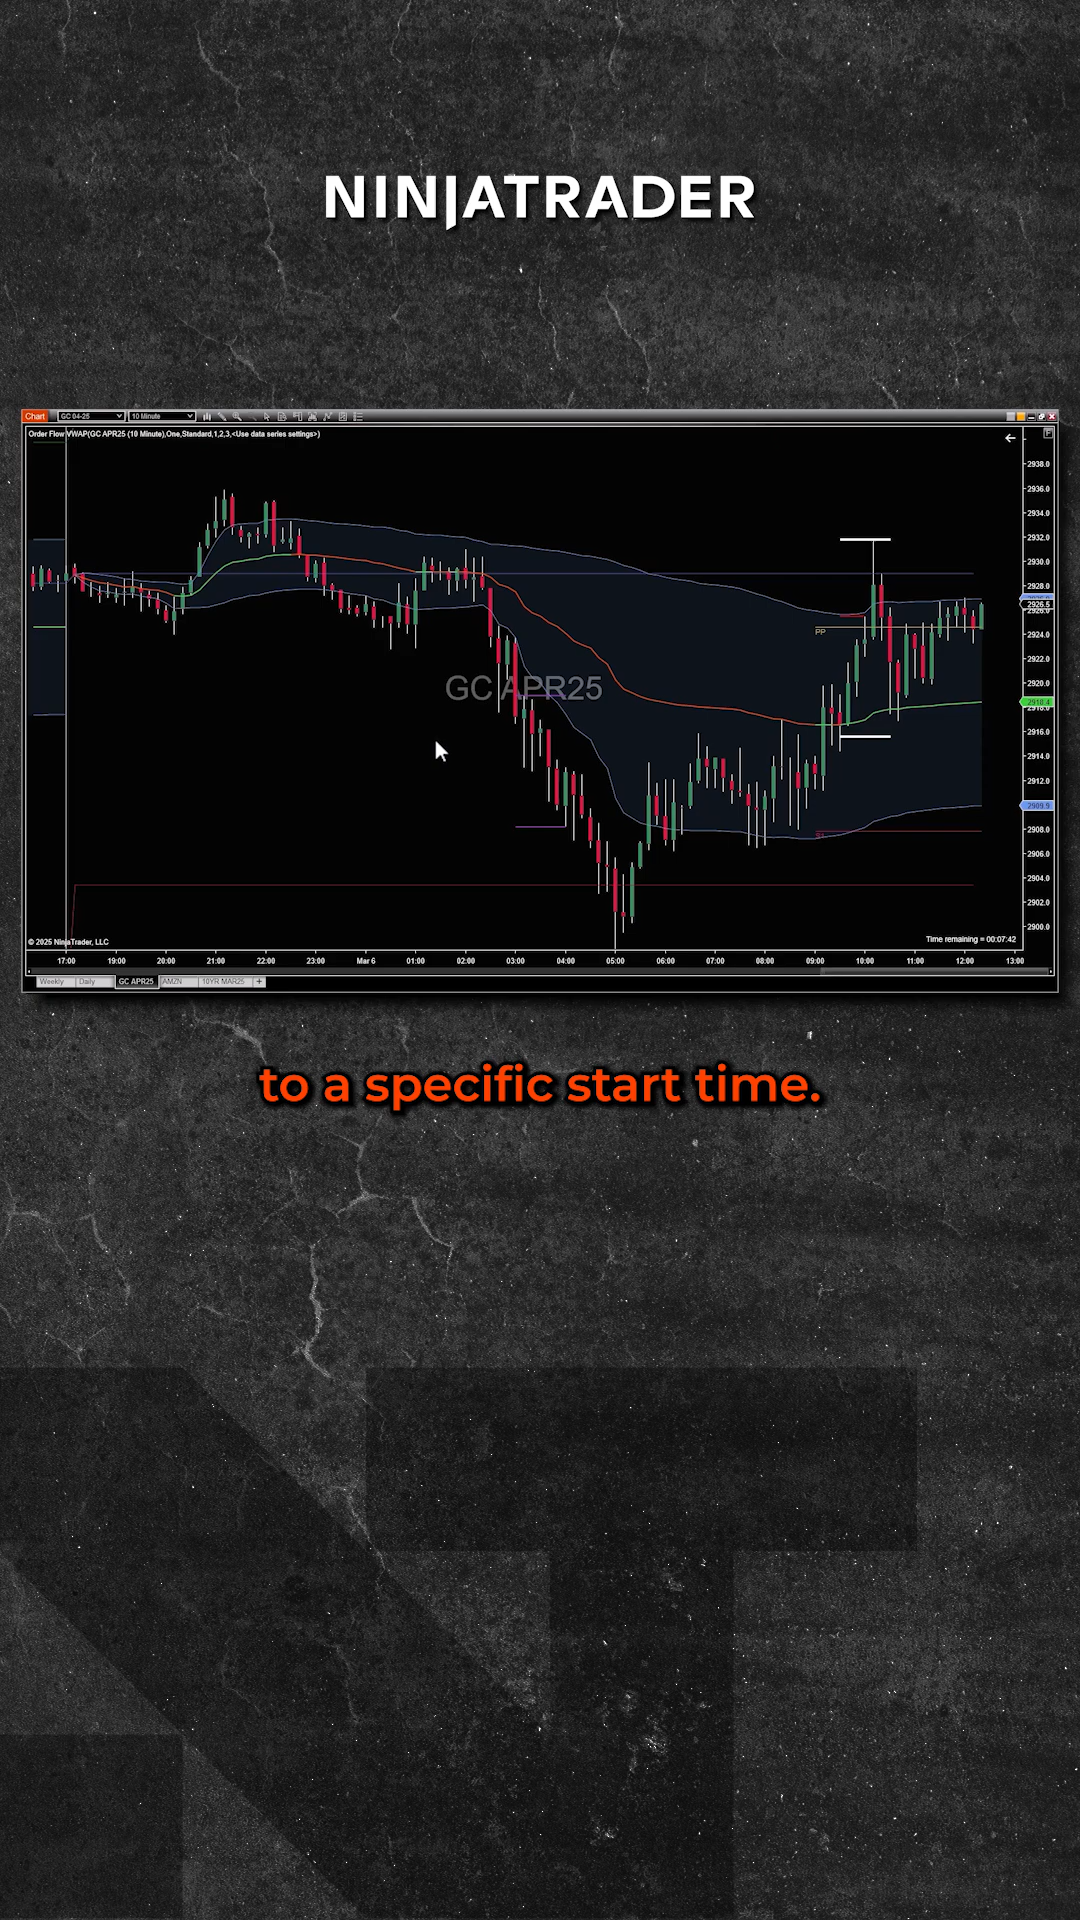 NINJATRADER
Chart GC 04-25 10 Minute
Order Flow VWAP(GC APR25 (10 Minute),One,Standard,1,2,3,<Use data series settings>)
F
2938.0
2936.0
2934.0
2932.0
2930.0
2928.0
2926.5
2924.0
2922.0
2920.0
2918.4
2916.0
2914.0
2912.0
2909.9
2908.0
2906.0
2904.0
2902.0
2900.0
PP
GC APR25
© 2025 NinjaTrader, LLC
Time remaining = 00:07:42
17:00 19:00 20:00 21:00 22:00 23:00 Mar 6 01:00 02:00 03:00 04:00 05:00 06:00 07:00 08:00 09:00 10:00 11:00 12:00 13:00
Weekly Daily GC APR25 AMZN 10YR MAR25 +
to a specific start time.